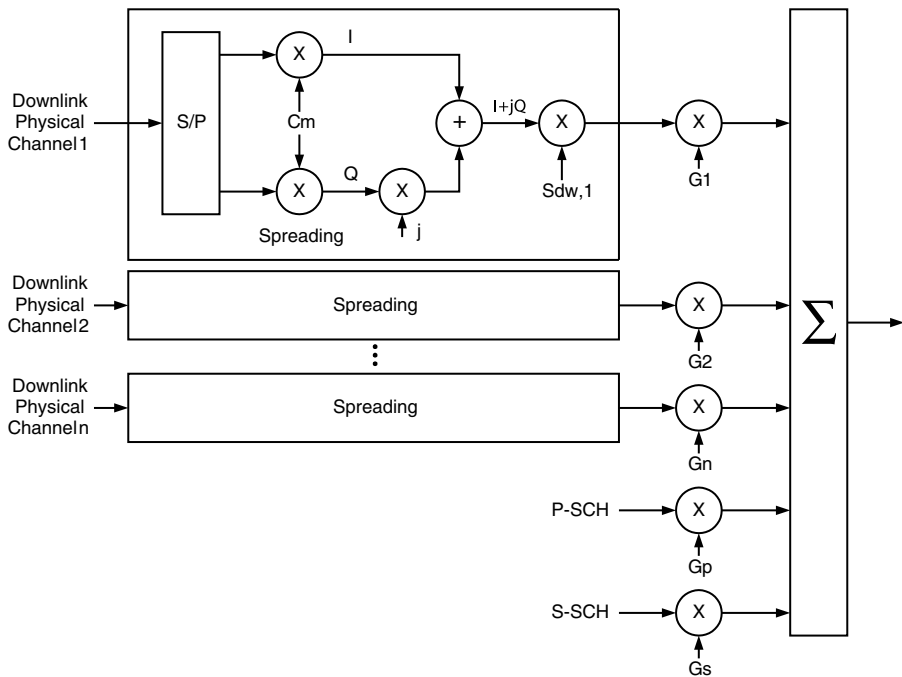 I
Downlink
Physical
Channel1
S/P
X
Cm
+
I+jQ
X
X
Q
X
X
Sdw,1
G1
Spreading
j
Downlink
Physical
Channel2
Spreading
X
G2
Σ
Downlink
Physical
Channeln
Spreading
X
Gn
P-SCH
X
Gp
S-SCH
X
Gs